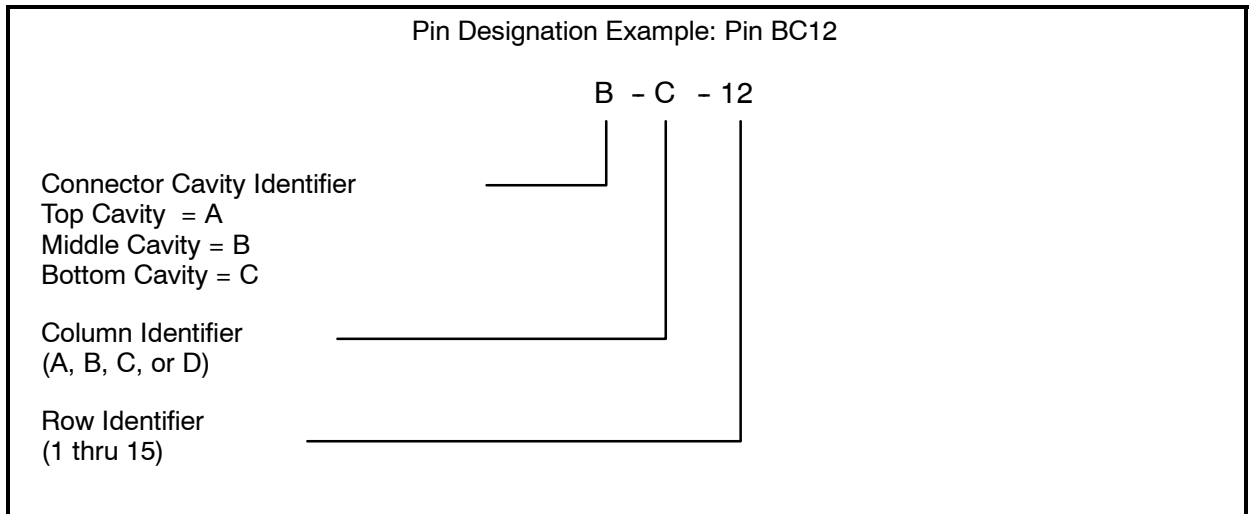 Pin Designation Example: Pin BC12
B - C - 12
Connector Cavity Identifier
Top Cavity = A
Middle Cavity = B
Bottom Cavity = C
Column Identifier
(A, B, C, or D)
Row Identifier
(1 thru 15)